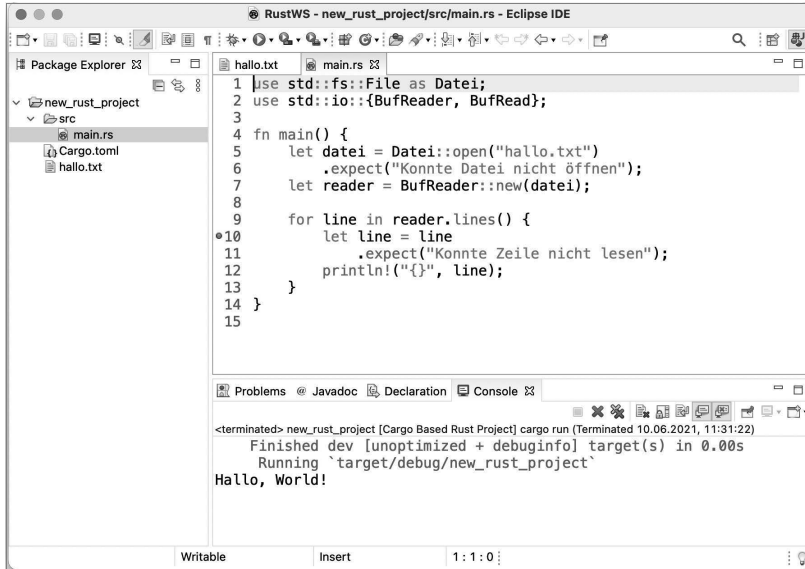 RustWS - new_rust_project/src/main.rs - Eclipse IDE
Package Explorer
new_rust_project
src
main.rs
Cargo.toml
hallo.txt
hallo.txt main.rs
1 use std::fs::File as Datei;
2 use std::io::{BufReader, BufRead};
3
4 fn main() {
5 let datei = Datei::open("hallo.txt")
6 .expect("Konnte Datei nicht öffnen");
7 let reader = BufReader::new(datei);
8
9 for line in reader.lines() {
10 let line = line
11 .expect("Konnte Zeile nicht lesen");
12 println!("{}", line);
13 }
14 }
15
Problems @ Javadoc Declaration Console
<terminated> new_rust_project [Cargo Based Rust Project] cargo run (Terminated 10.06.2021, 11:31:22)
Finished dev [unoptimized + debuginfo] target(s) in 0.00s
Running `target/debug/new_rust_project`
Hallo, World!
Writable Insert 1:1:0